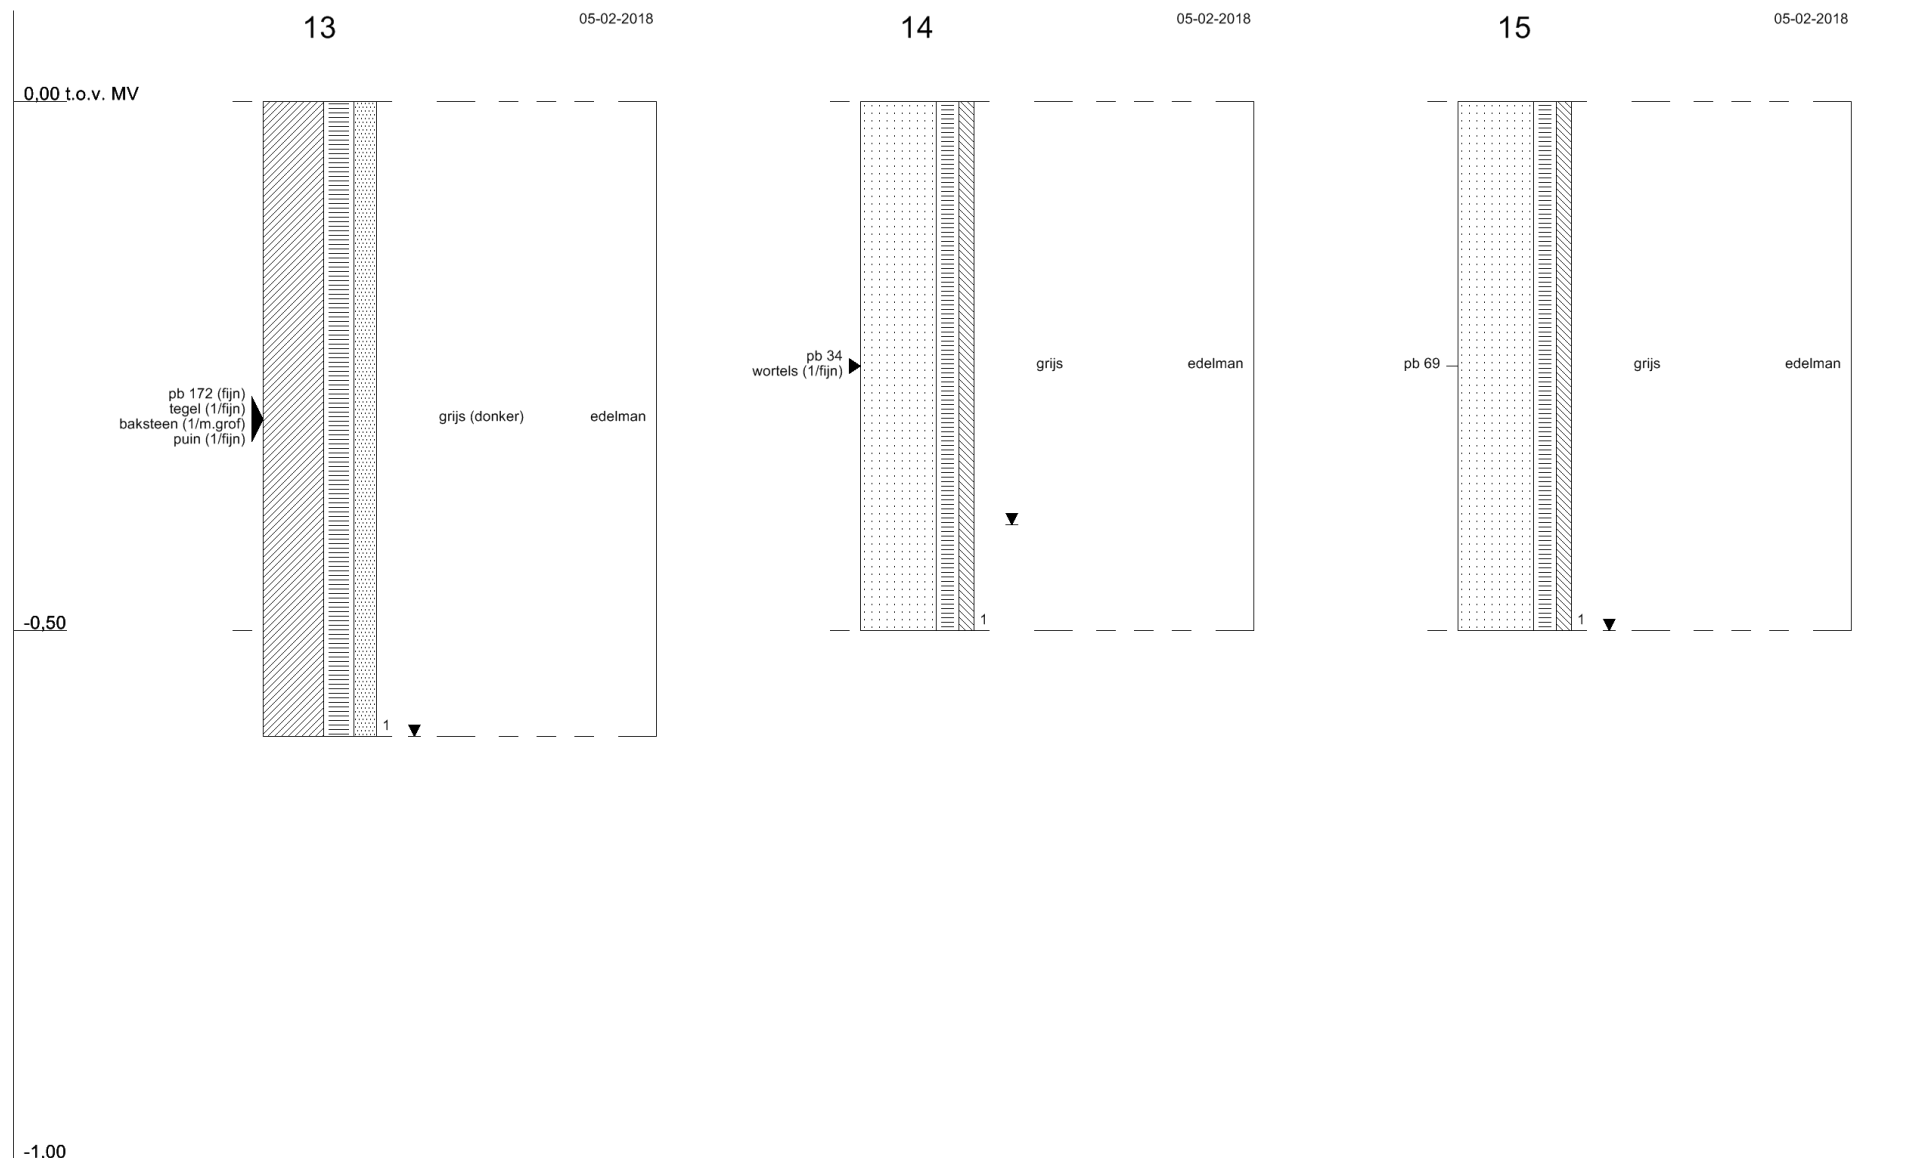 13
05-02-2018
14
05-02-2018
15
05-02-2018
0,00 t.o.v. MV
pb 172 (fijn)
tegel (1/fijn)
baksteen (1/m.grof)
puin (1/fijn)
grijs (donker)
edelman
1
pb 34
wortels (1/fijn)
grijs
edelman
1
pb 69
grijs
edelman
1
-0,50
-1,00